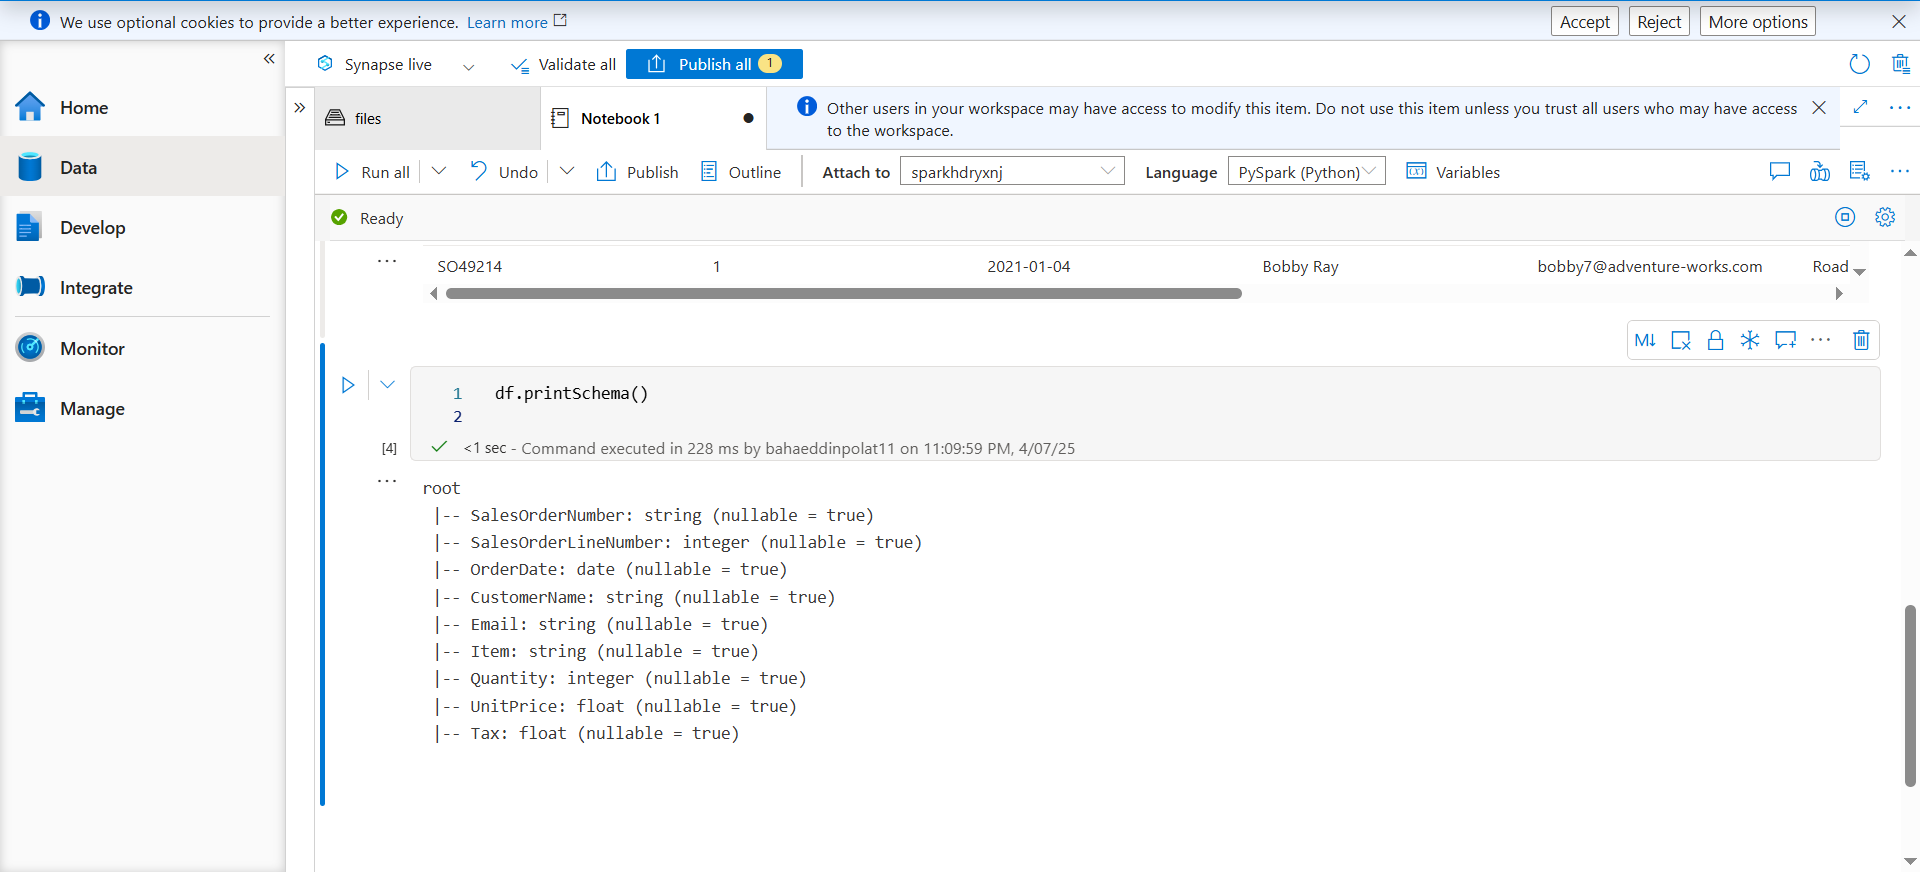 We use optional cookies to provide a better experience. Learn more
Accept
Reject
More options
Synapse live
Validate all
Publish all 1
Home
Data
Develop
Integrate
Monitor
Manage
files
Notebook 1
Other users in your workspace may have access to modify this item. Do not use this item unless you trust all users who may have access
to the workspace.
Run all
Undo
Publish
Outline
Attach to
sparkhdryxnj
Language
PySpark (Python)
Variables
Ready
SO49214 1 2021-01-04 Bobby Ray bobby7@adventure-works.com Road
M↓
1 df.printSchema()
2
[4] <1 sec - Command executed in 228 ms by bahaeddinpolat11 on 11:09:59 PM, 4/07/25
root
|-- SalesOrderNumber: string (nullable = true)
|-- SalesOrderLineNumber: integer (nullable = true)
|-- OrderDate: date (nullable = true)
|-- CustomerName: string (nullable = true)
|-- Email: string (nullable = true)
|-- Item: string (nullable = true)
|-- Quantity: integer (nullable = true)
|-- UnitPrice: float (nullable = true)
|-- Tax: float (nullable = true)